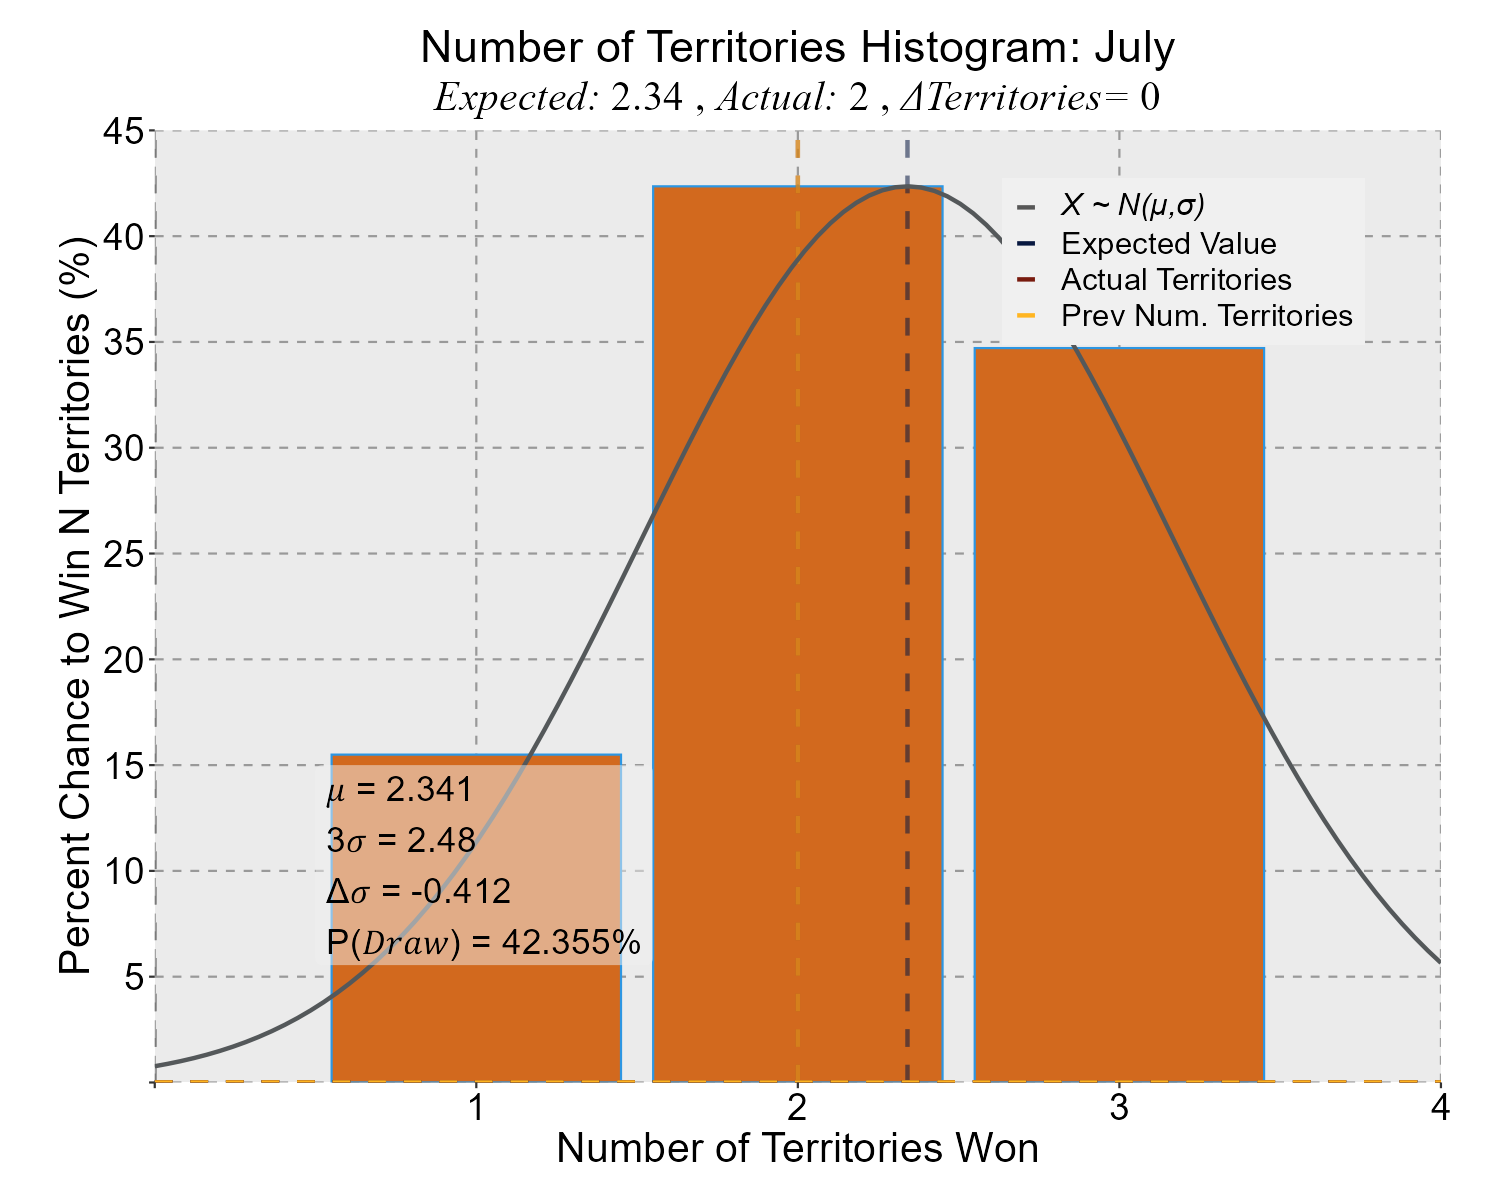 Number of Territories Histogram: July
Expected: 2.34 , Actual: 2 , ΔTerritories= 0
Percent Chance to Win N Territories (%)
45
40
35
30
25
20
15
10
5
X ~ N(μ,σ)
Expected Value
Actual Territories
Prev Num. Territories
μ = 2.341
3σ = 2.48
Δσ = -0.412
P(Draw) = 42.355%
1 2 3 4
Number of Territories Won